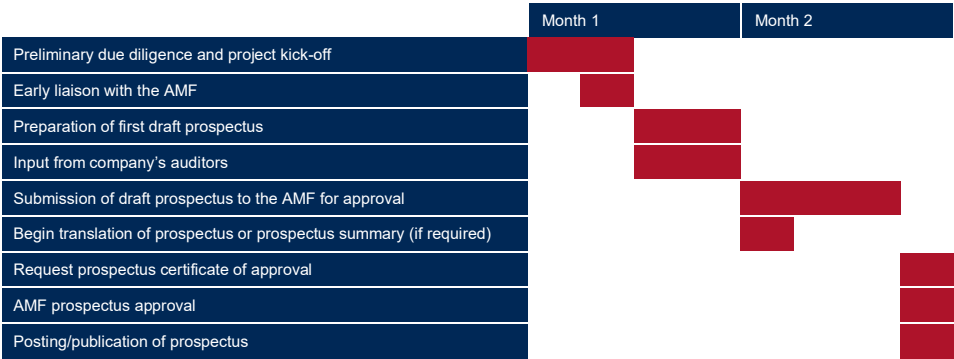 Month 1
Month 2
Preliminary due diligence and project kick-off
Early liaison with the AMF
Preparation of first draft prospectus
Input from company’s auditors
Submission of draft prospectus to the AMF for approval
Begin translation of prospectus or prospectus summary (if required)
Request prospectus certificate of approval
AMF prospectus approval
Posting/publication of prospectus